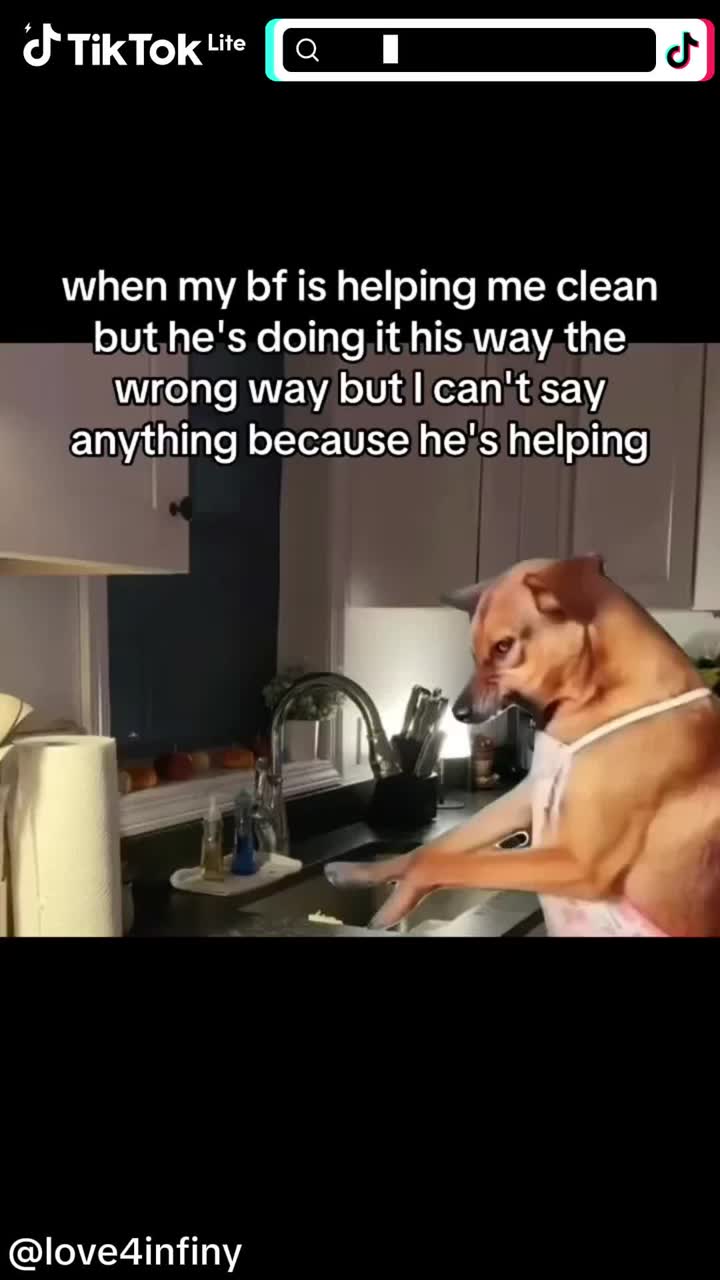 TikTok Lite
when my bf is helping me clean
but he's doing it his way the
wrong way but I can't say
anything because he's helping
@love4infiny